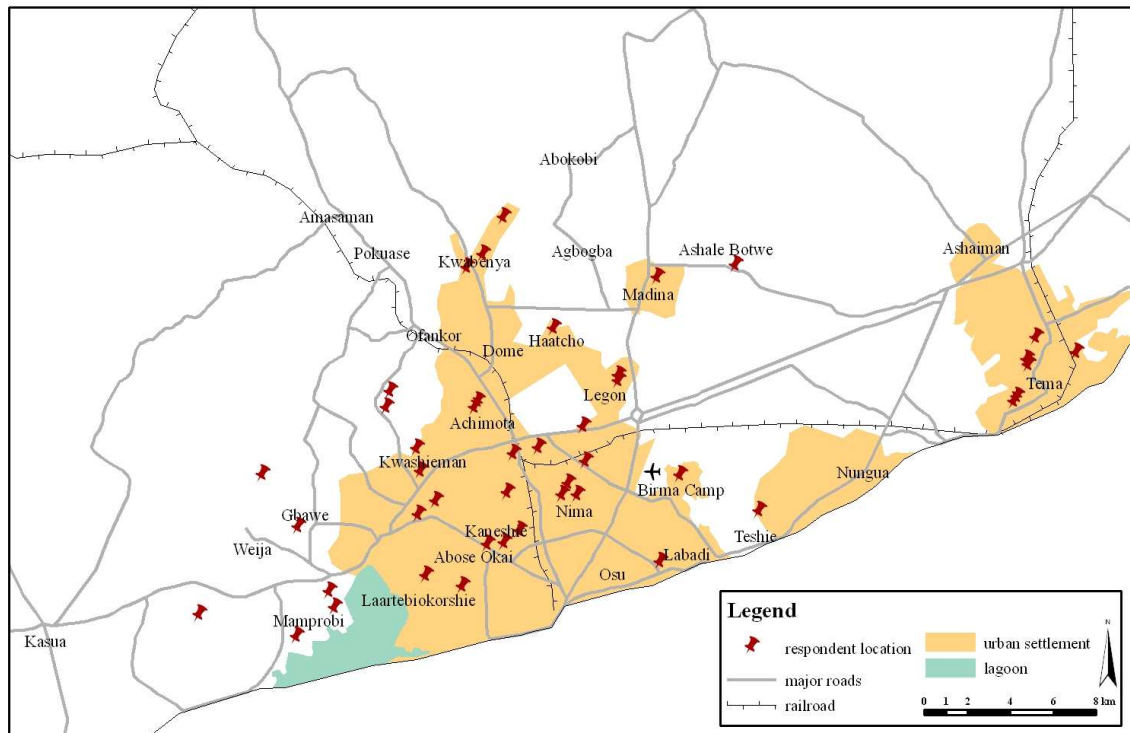 Abokobi
Amasaman
Pokuase
Kwabenya
Agbogba
Ashale Botwe
Ashaiman
Madina
Ofankor
Dome
Haatcho
Legon
Tema
Achimota
Kwashieman
Birma Camp
Nungua
Gbawe
Nima
Weija
Kaneshie
Teshie
Abose Okai
Labadi
Osu
Laartebiokorshie
Mamprobi
Kasua
Legend
respondent location
major roads
railroad
urban settlement
lagoon
N
0 1 2 4 6 8 km